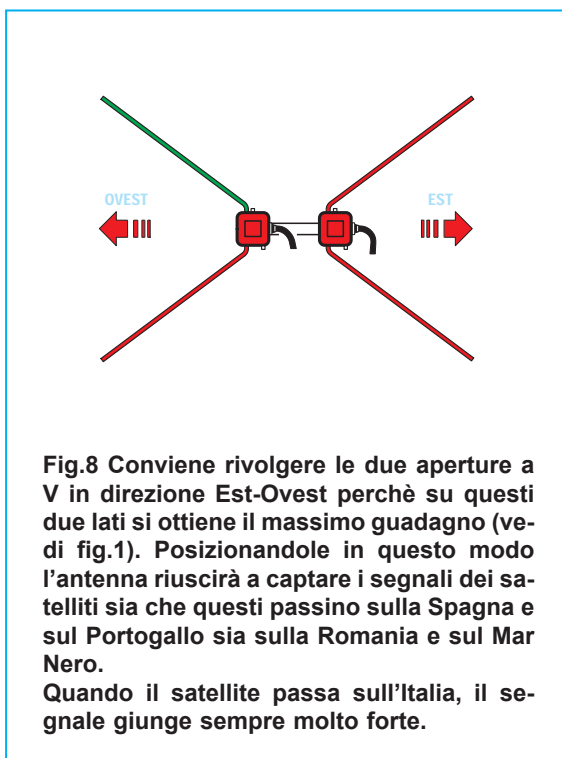 OVEST
EST
Fig.8 Conviene rivolgere le due aperture a
V in direzione Est-Ovest perchè su questi
due lati si ottiene il massimo guadagno (ve-
di fig.1). Posizionandole in questo modo
l’antenna riuscirà a captare i segnali dei sa-
telliti sia che questi passino sulla Spagna e
sul Portogallo sia sulla Romania e sul Mar
Nero.
Quando il satellite passa sull’Italia, il se-
gnale giunge sempre molto forte.